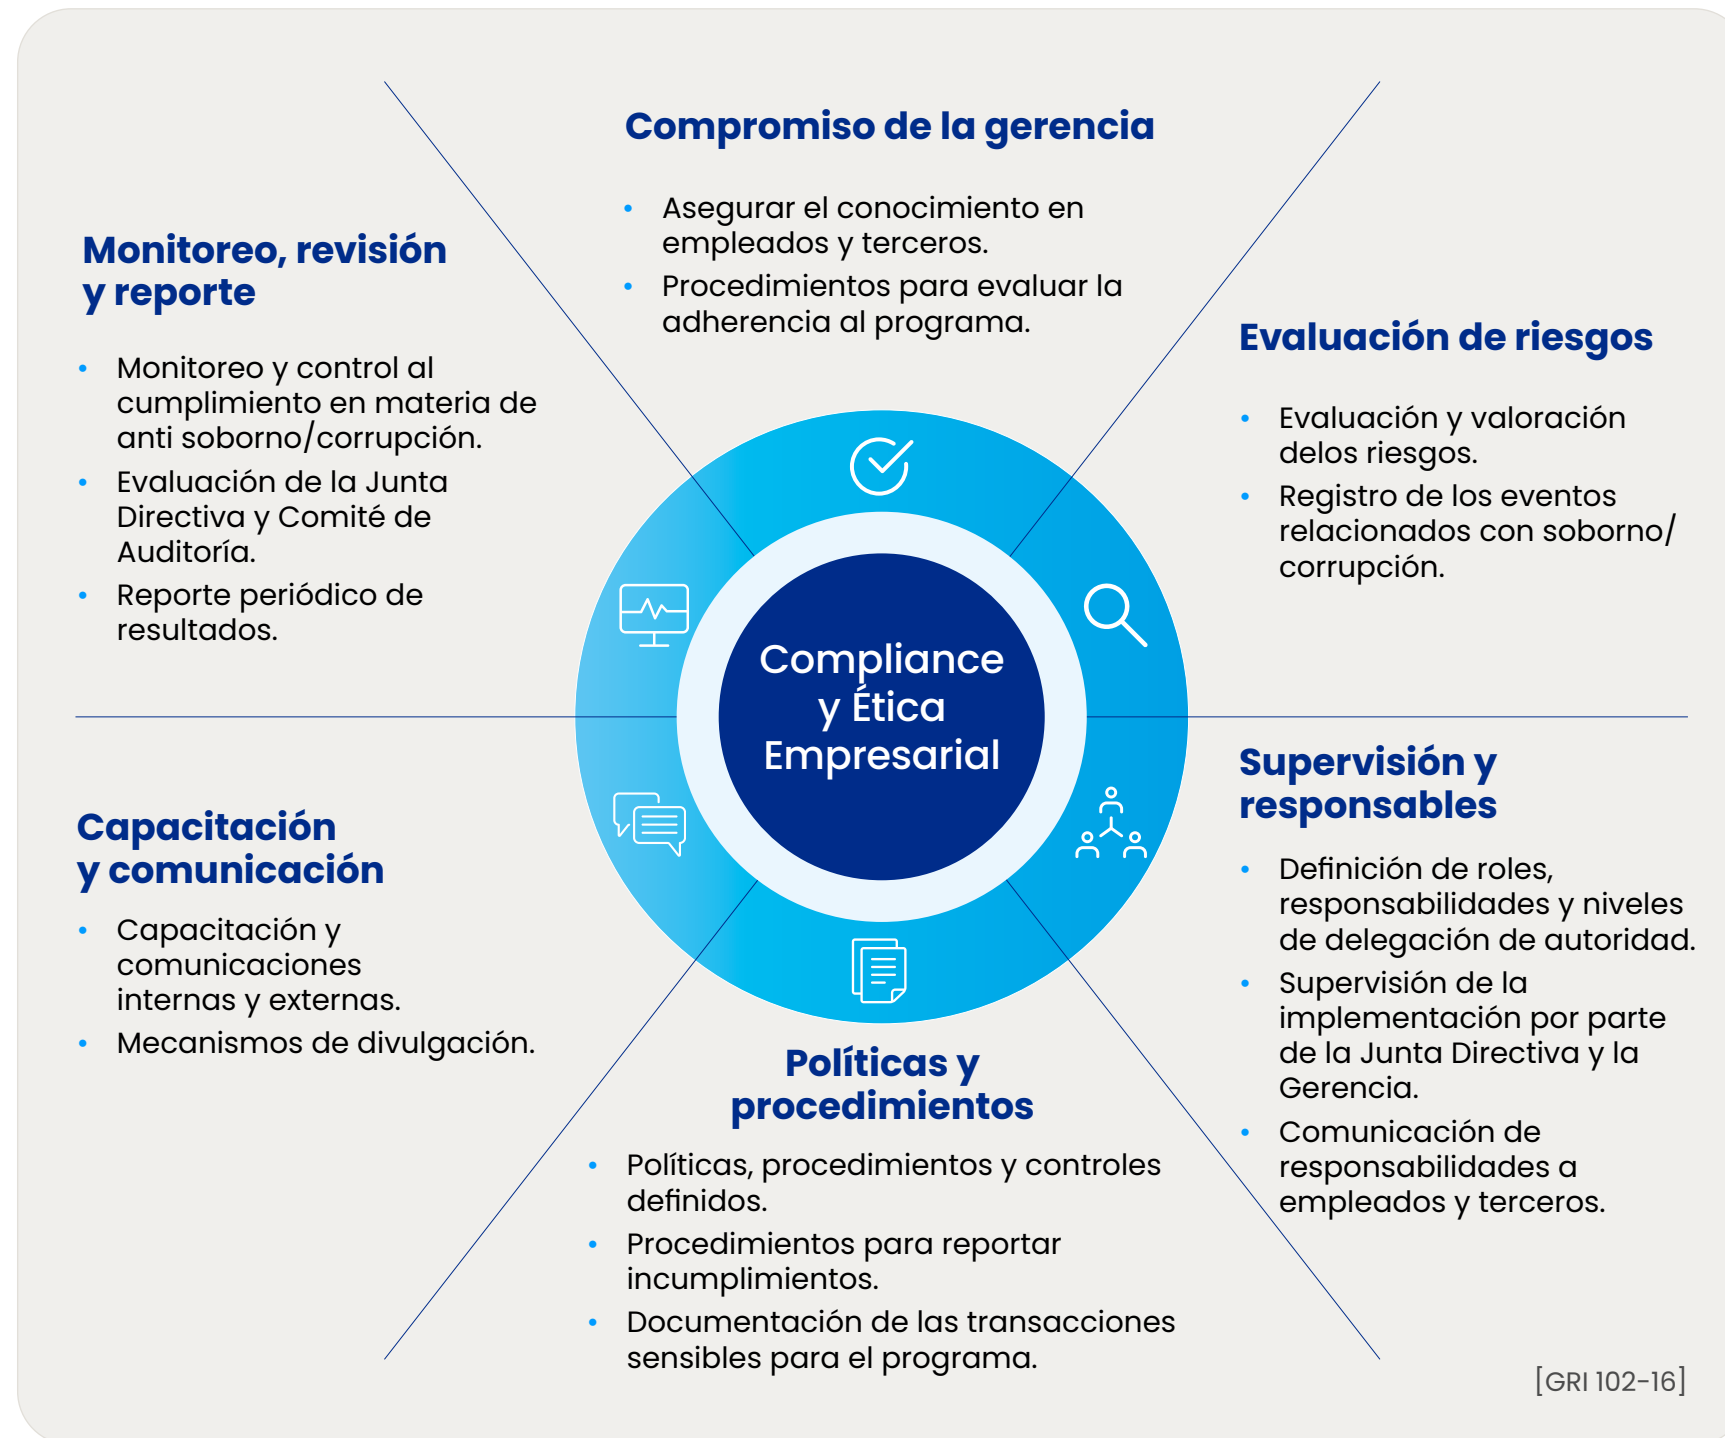 Compromiso de la gerencia
• Asegurar el conocimiento en
empleados y terceros.
• Procedimientos para evaluar la
adherencia al programa.
Evaluación de riesgos
• Evaluación y valoración
delos riesgos.
• Registro de los eventos
relacionados con soborno/
corrupción.
Supervisión y
responsables
• Definición de roles,
responsabilidades y niveles
de delegación de autoridad.
• Supervisión de la
implementación por parte
de la Junta Directiva y la
Gerencia.
• Comunicación de
responsabilidades a
empleados y terceros.
Políticas y
procedimientos
• Políticas, procedimientos y controles
definidos.
• Procedimientos para reportar
incumplimientos.
• Documentación de las transacciones
sensibles para el programa.
Capacitación
y comunicación
• Capacitación y
comunicaciones
internas y externas.
• Mecanismos de divulgación.
Monitoreo, revisión
y reporte
• Monitoreo y control al
cumplimiento en materia de
anti soborno/corrupción.
• Evaluación de la Junta
Directiva y Comité de
Auditoría.
• Reporte periódico de
resultados.
Compliance
y Ética
Empresarial
[GRI 102-16]